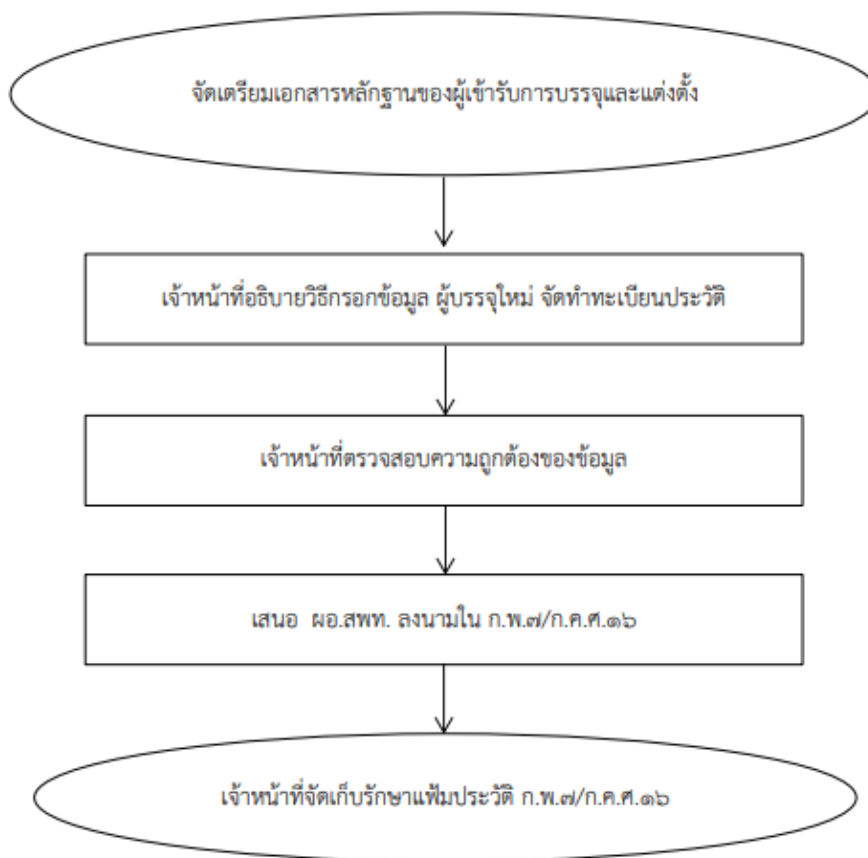 จัดเตรียมเอกสารหลักฐานของผู้เข้ารับการบรรจุและแต่งตั้ง
เจ้าหน้าที่อธิบายวิธีกรอกข้อมูล ผู้บรรจุใหม่ จัดทำทะเบียนประวัติ
เจ้าหน้าที่ตรวจสอบความถูกต้องของข้อมูล
เสนอ ผอ.สพท. ลงนามใน ก.พ.๗/ก.ค.ศ.๑๖
เจ้าหน้าที่จัดเก็บรักษาแฟ้มประวัติ ก.พ.๗/ก.ค.ศ.๑๖